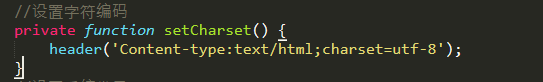 //设置字符编码
private function setCharset() {
    header('Content-type:text/html;charset=utf-8');
}